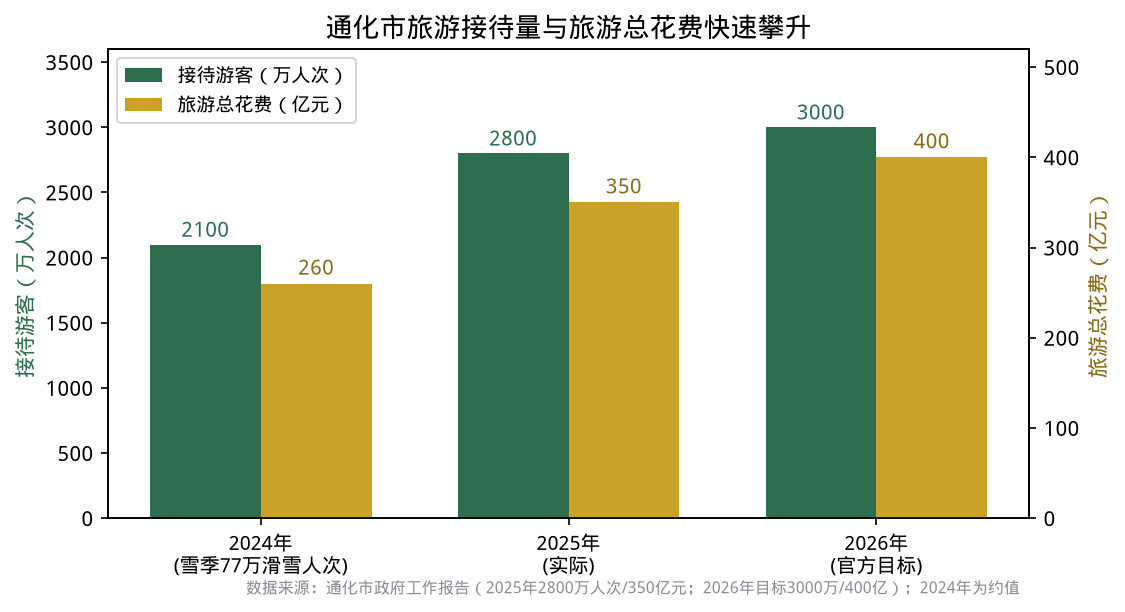 通化市旅游接待量与旅游总花费快速攀升
接待游客（万人次）
旅游总花费（亿元）
3500
3000
2500
2000
1500
1000
500
0
接待游客（万人次）
2100
260
2800
350
3000
400
500
400
300
200
100
0
旅游总花费（亿元）
2024年
(雪季77万滑雪人次)
2025年
(实际)
2026年
(官方目标)
数据来源：通化市政府工作报告（2025年2800万人次/350亿元；2026年目标3000万/400亿）；2024年为约值